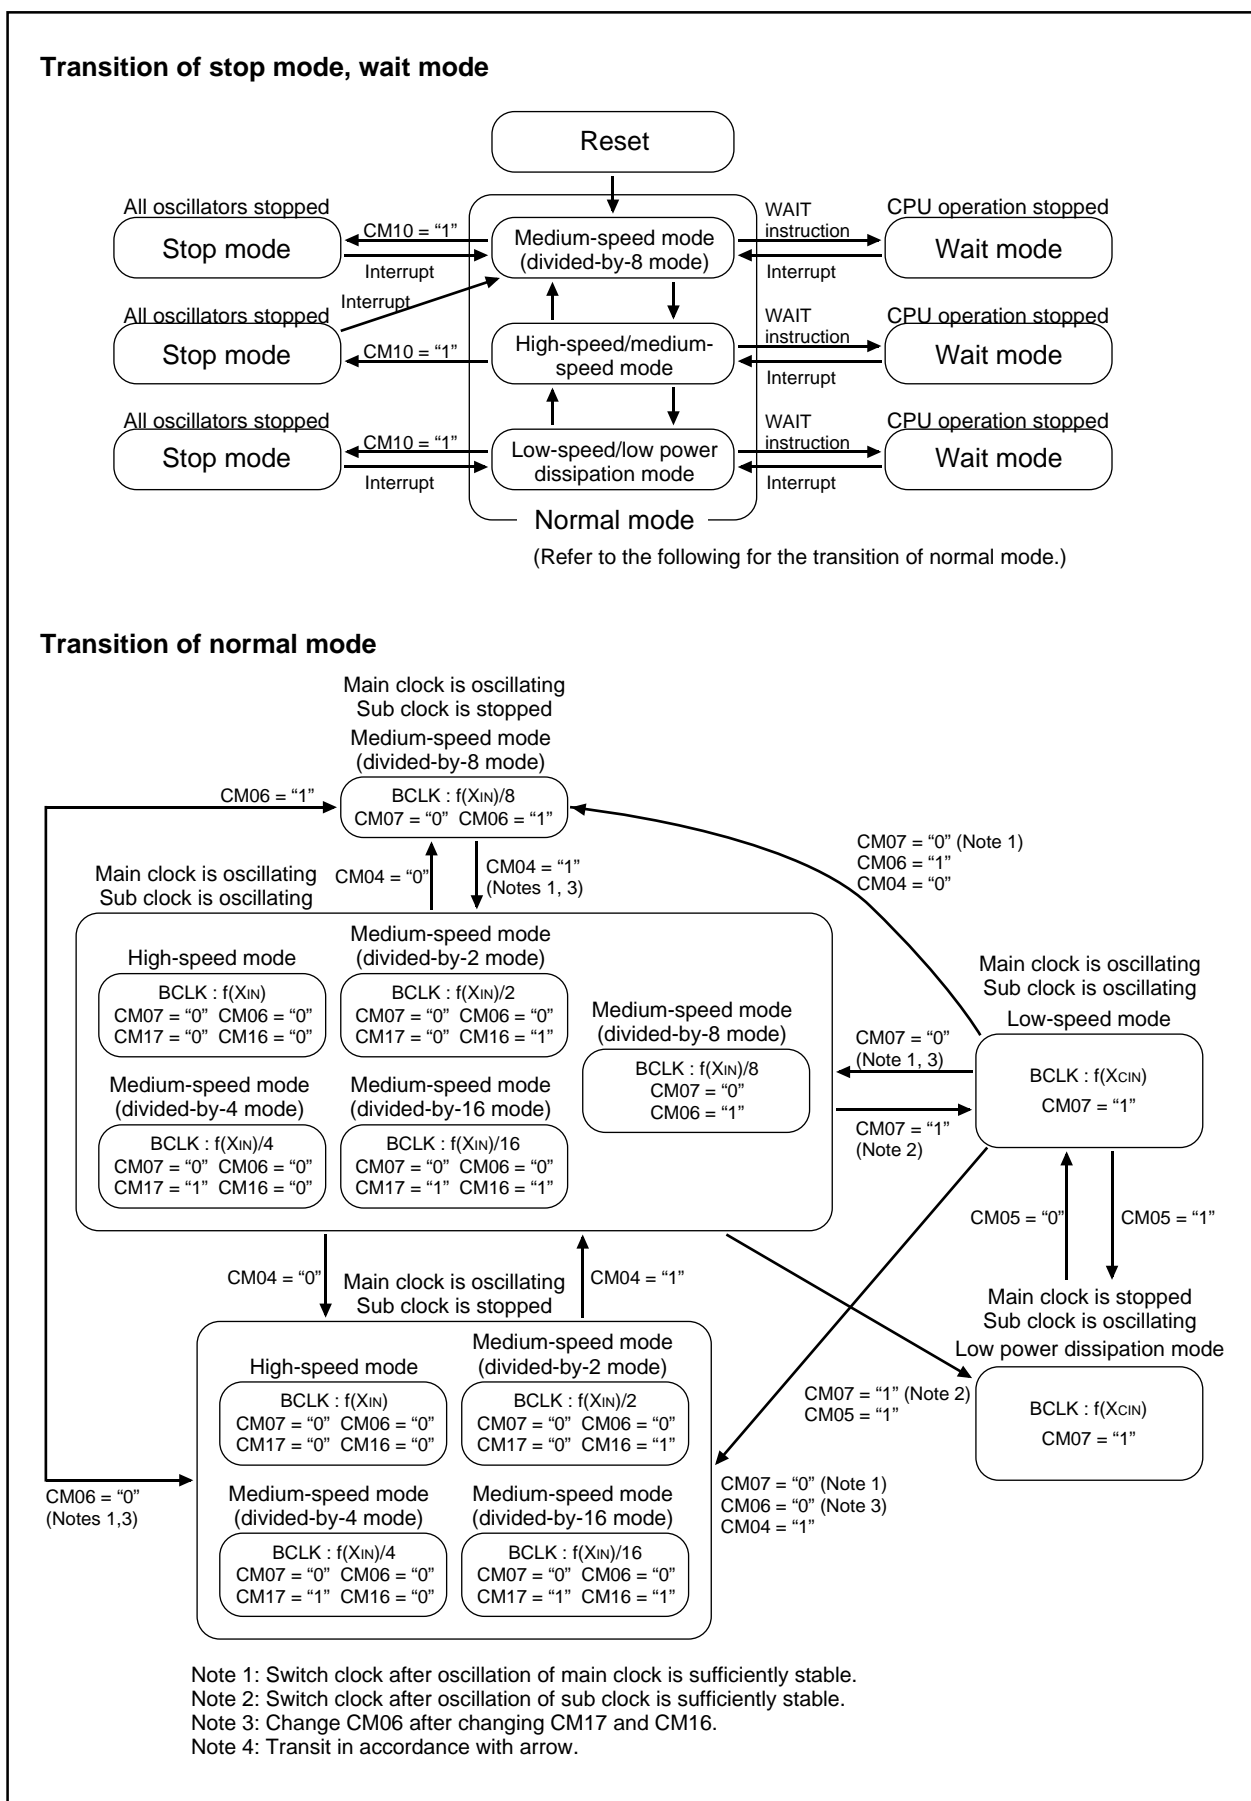 Transition of stop mode, wait mode
Reset
All oscillators stopped
Stop mode
CM10 = “1”
Interrupt
Medium-speed mode
(divided-by-8 mode)
WAIT
instruction
Interrupt
CPU operation stopped
Wait mode
Interrupt
All oscillators stopped
Stop mode
CM10 = “1”
High-speed/medium-
speed mode
WAIT
instruction
Interrupt
CPU operation stopped
Wait mode
All oscillators stopped
Stop mode
CM10 = “1”
Interrupt
Low-speed/low power
dissipation mode
WAIT
instruction
Interrupt
CPU operation stopped
Wait mode
Normal mode
(Refer to the following for the transition of normal mode.)
Transition of normal mode
Main clock is oscillating
Sub clock is stopped
Medium-speed mode
(divided-by-8 mode)
BCLK : f(XIN)/8
CM07 = “0” CM06 = “1”
CM06 = “1”
CM04 = “0”
CM04 = “1”
(Notes 1, 3)
CM07 = “0” (Note 1)
CM06 = “1”
CM04 = “0”
Main clock is oscillating
Sub clock is oscillating
High-speed mode
BCLK : f(XIN)
CM07 = “0” CM06 = “0”
CM17 = “0” CM16 = “0”
Medium-speed mode
(divided-by-2 mode)
BCLK : f(XIN)/2
CM07 = “0” CM06 = “0”
CM17 = “0” CM16 = “1”
Medium-speed mode
(divided-by-4 mode)
BCLK : f(XIN)/4
CM07 = “0” CM06 = “0”
CM17 = “1” CM16 = “0”
Medium-speed mode
(divided-by-16 mode)
BCLK : f(XIN)/16
CM07 = “0” CM06 = “0”
CM17 = “1” CM16 = “1”
Medium-speed mode
(divided-by-8 mode)
BCLK : f(XIN)/8
CM07 = “0”
CM06 = “1”
CM07 = “0”
(Note 1, 3)
CM07 = “1”
(Note 2)
Main clock is oscillating
Sub clock is oscillating
Low-speed mode
BCLK : f(XCIN)
CM07 = “1”
CM05 = “0”
CM05 = “1”
Main clock is stopped
Sub clock is oscillating
Low power dissipation mode
BCLK : f(XCIN)
CM07 = “1”
CM07 = “1” (Note 2)
CM05 = “1”
CM04 = “0”
Main clock is oscillating
Sub clock is stopped
CM04 = “1”
High-speed mode
BCLK : f(XIN)
CM07 = “0” CM06 = “0”
CM17 = “0” CM16 = “0”
Medium-speed mode
(divided-by-2 mode)
BCLK : f(XIN)/2
CM07 = “0” CM06 = “0”
CM17 = “0” CM16 = “1”
Medium-speed mode
(divided-by-4 mode)
BCLK : f(XIN)/4
CM07 = “0” CM06 = “0”
CM17 = “1” CM16 = “0”
Medium-speed mode
(divided-by-16 mode)
BCLK : f(XIN)/16
CM07 = “0” CM06 = “0”
CM17 = “1” CM16 = “1”
CM06 = “0”
(Notes 1,3)
CM07 = “0” (Note 1)
CM06 = “0” (Note 3)
CM04 = “1”
Note 1: Switch clock after oscillation of main clock is sufficiently stable.
Note 2: Switch clock after oscillation of sub clock is sufficiently stable.
Note 3: Change CM06 after changing CM17 and CM16.
Note 4: Transit in accordance with arrow.